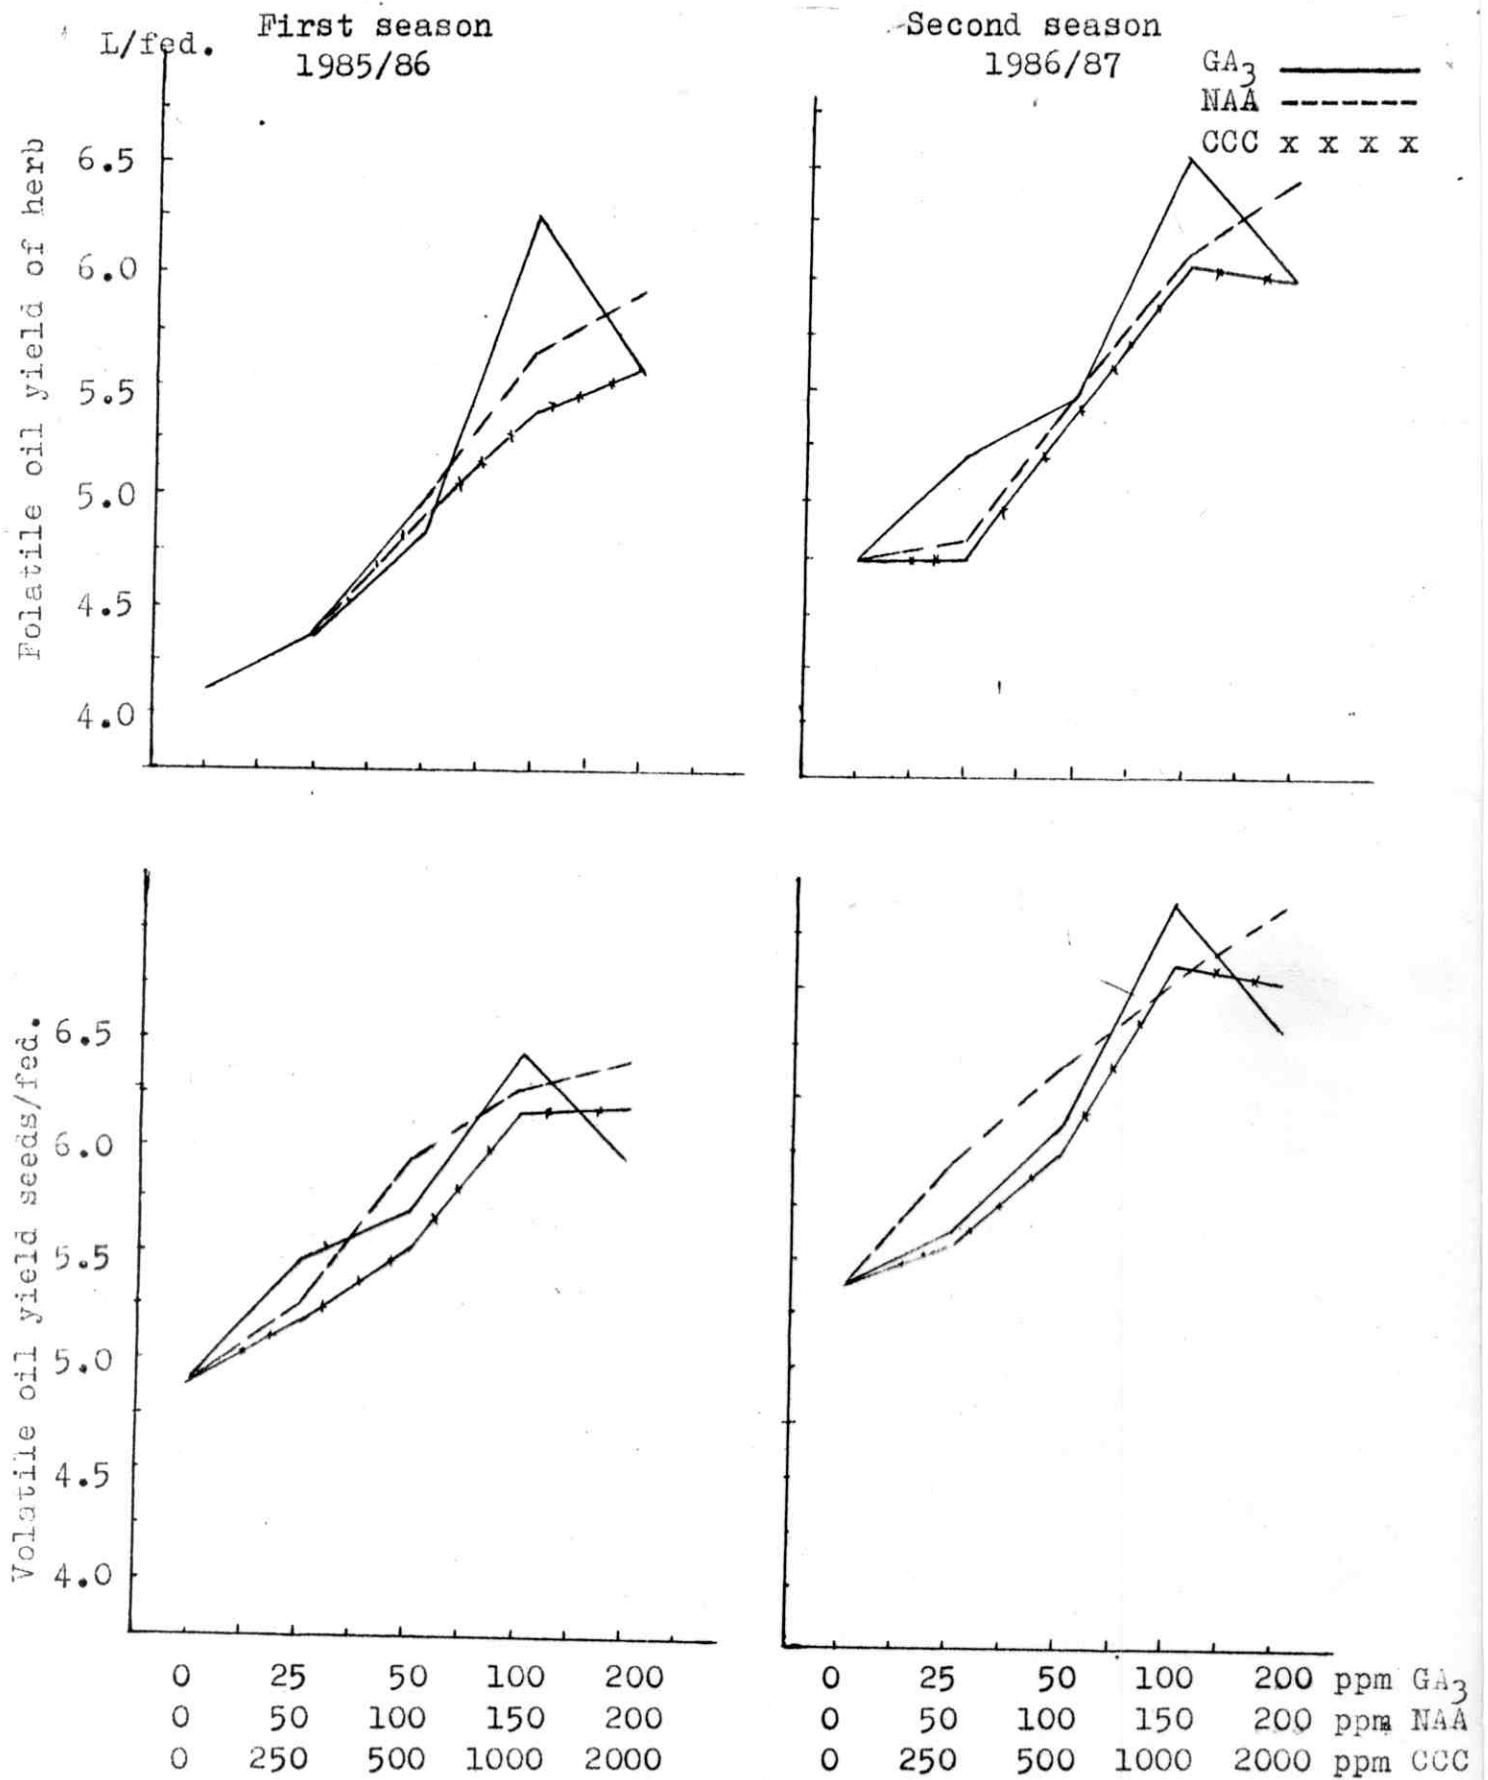 L/fed.
First season
1985/86
Second season
1986/87
GA3
NAA
CCC x x x x
Folatile oil yield of herb
6.5
6.0
5.5
5.0
4.5
4.0
Volatile oil yield seeds/fed.
6.5
6.0
5.5
5.0
4.5
4.0
0 25 50 100 200 0 25 50 100 200 ppm GA3
0 50 100 150 200 0 50 100 150 200 ppm NAA
0 250 500 1000 2000 0 250 500 1000 2000 ppm CCC